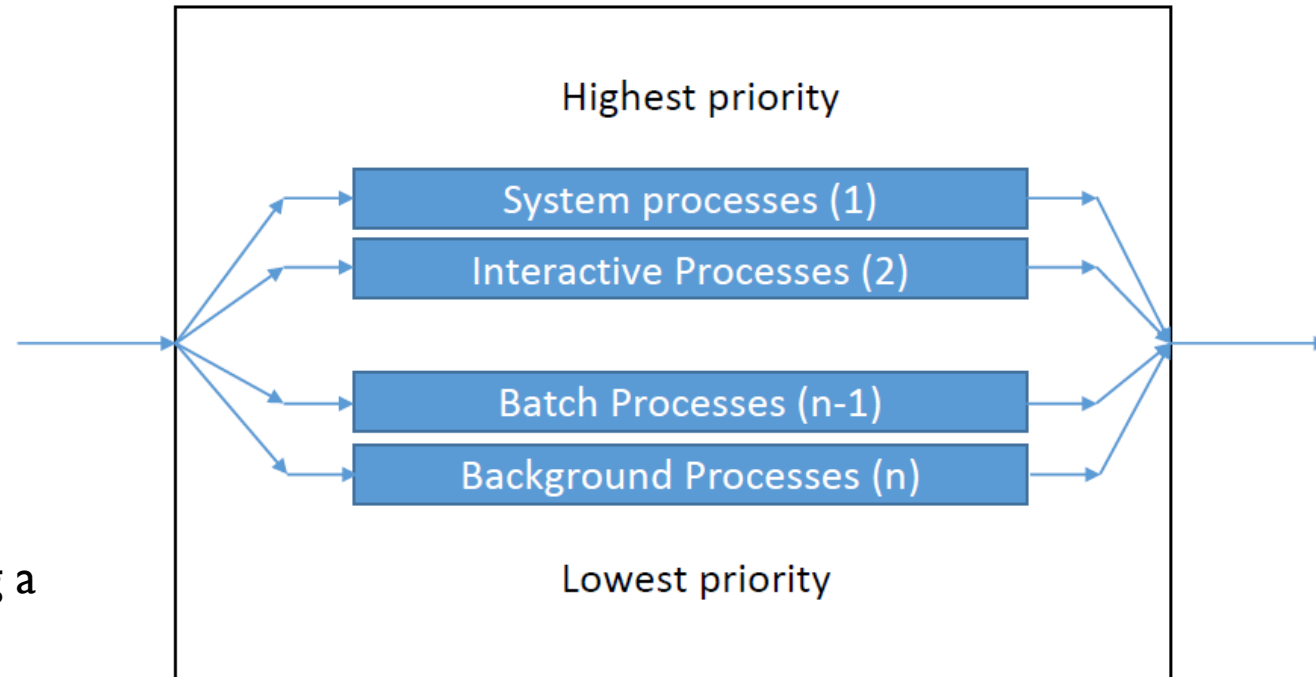 Highest priority
System processes (1)
Interactive Processes (2)
Batch Processes (n-1)
Background Processes (n)
g a
Lowest priority